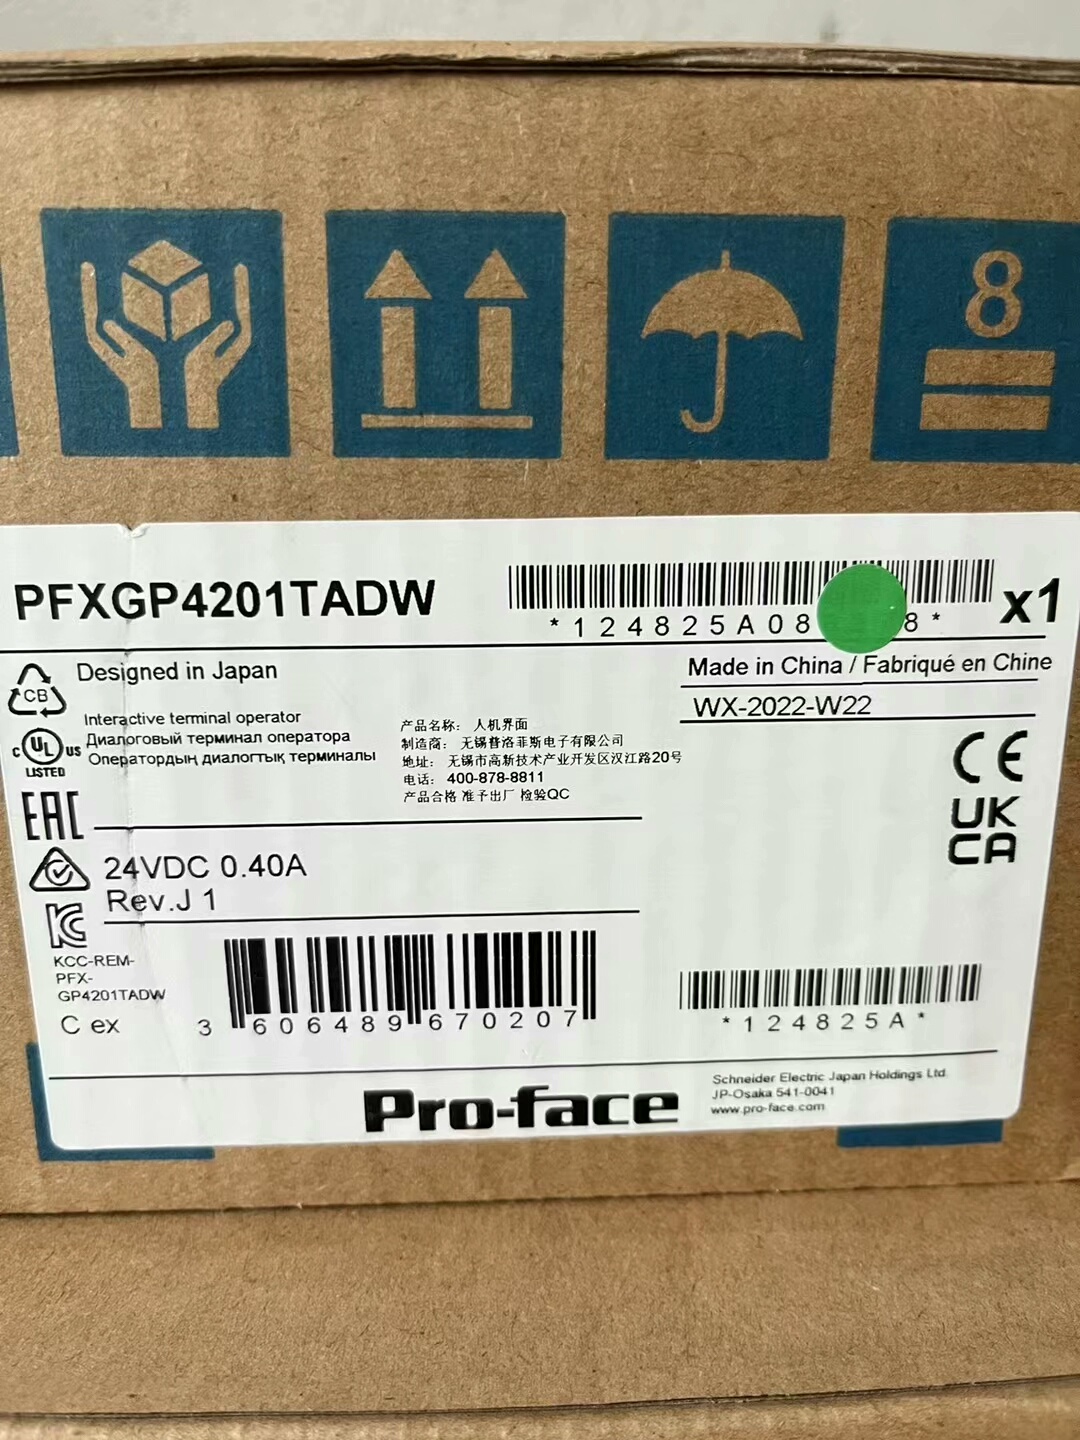 8
PFXGP4201TADW
*124825A08 8*
x1
Designed in Japan
Made in China / Fabriqué en Chine
WX-2022-W22
CB
Interactive terminal operator
Диалоговый терминал оператора
Оператордың диалогтық терминалы
产品名称: 人机界面
制造商: 无锡普洛菲斯电子有限公司
地址: 无锡市高新技术产业开发区汉江路20号
电话: 400-878-8811
产品合格 准予出厂 检验QC
C UL US
LISTED
CE
EAC
UK
CA
24VDC 0.40A
Rev.J 1
KC
KCC-REM-
PFX-
GP4201TADW
C ex
3 606489 670207
*124825A*
Pro-face
Schneider Electric Japan Holdings Ltd.
JP-Osaka 541-0041
www.pro-face.com